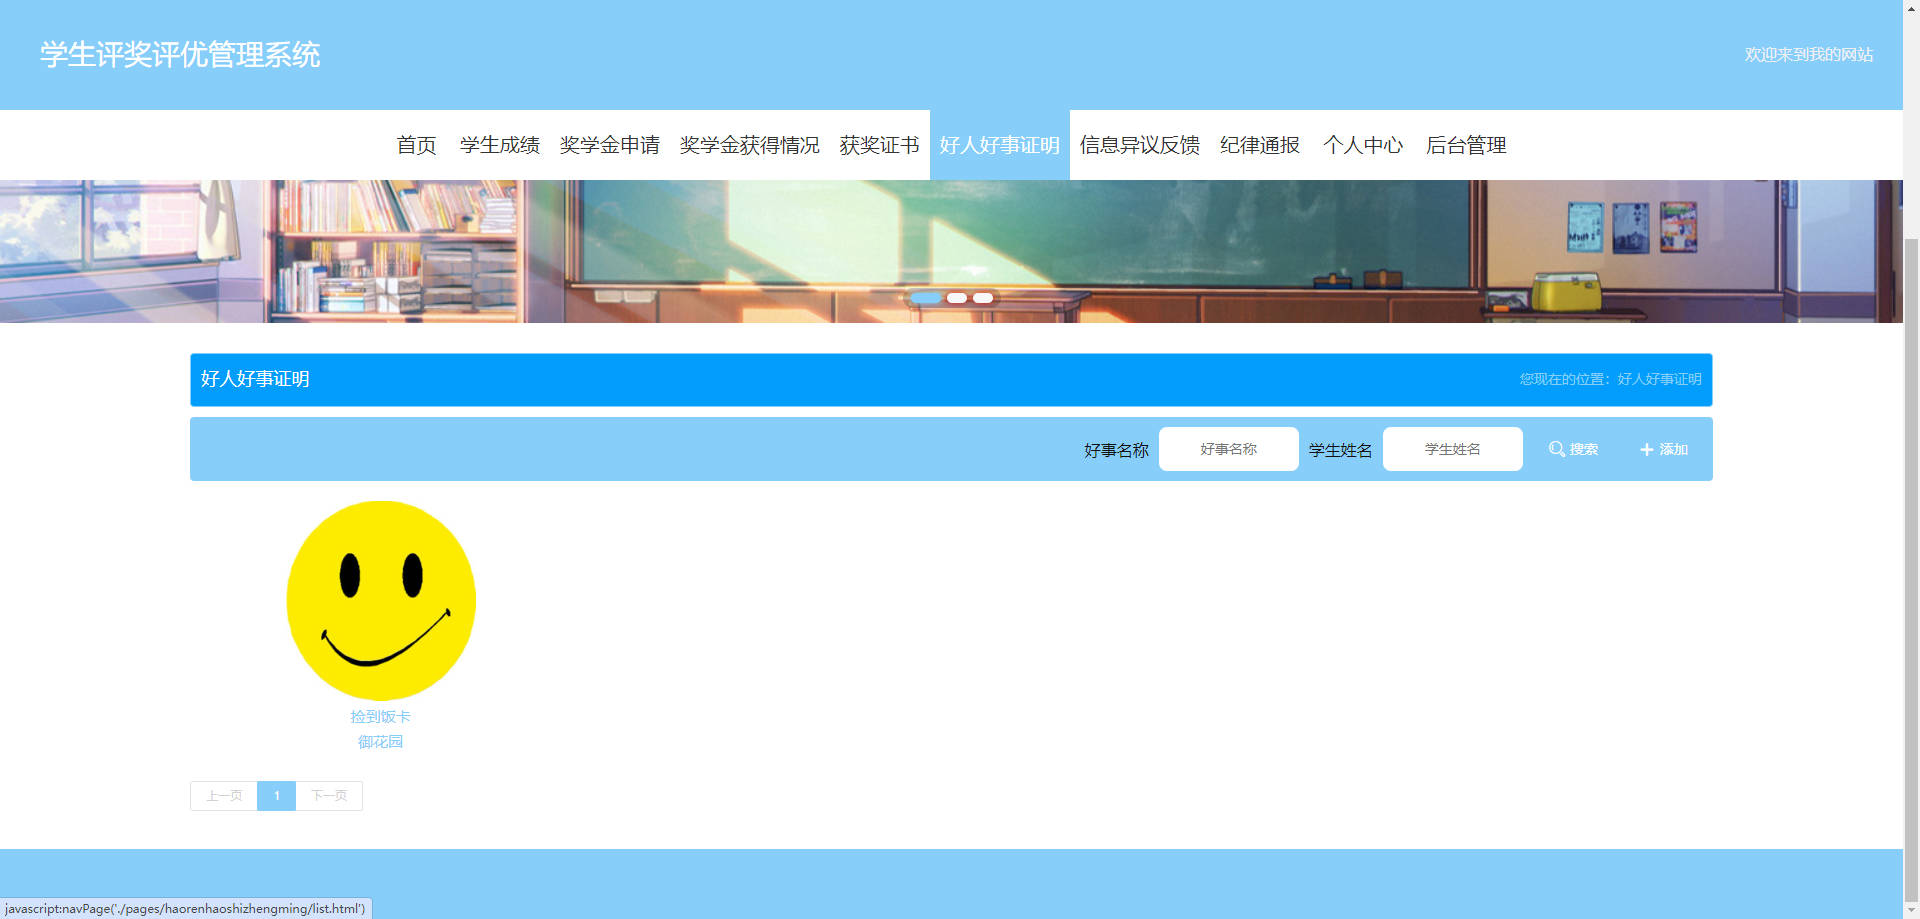 学生评奖评优管理系统
欢迎来到我的网站
首页 学生成绩 奖学金申请 奖学金获得情况 获奖证书 好人好事证明 信息异议反馈 纪律通报 个人中心 后台管理
好人好事证明
您现在的位置：好人好事证明
好事名称 好事名称 学生姓名 学生姓名 搜索 添加
捡到饭卡
御花园
上一页 1 下一页
javascript:navPage('./pages/haorenhaoshizhengming/list.html')